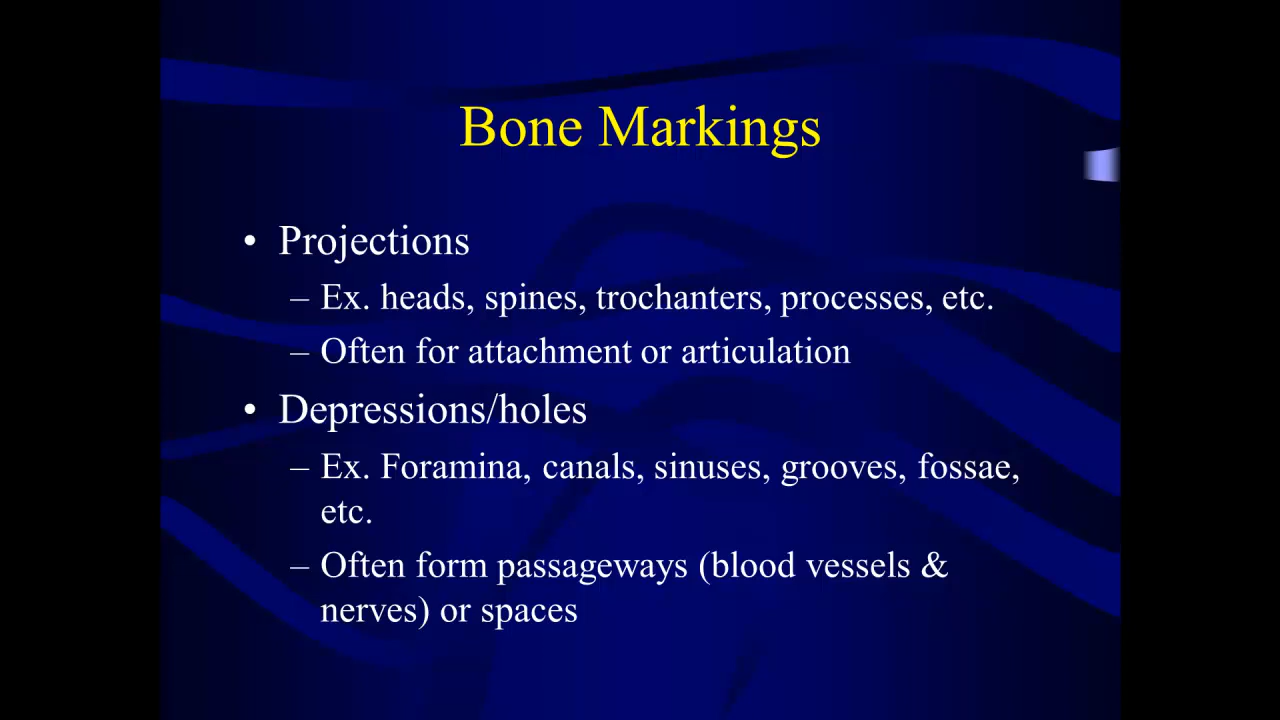 Bone Markings
• Projections
– Ex. heads, spines, trochanters, processes, etc.
– Often for attachment or articulation
• Depressions/holes
– Ex. Foramina, canals, sinuses, grooves, fossae,
etc.
– Often form passageways (blood vessels &
nerves) or spaces